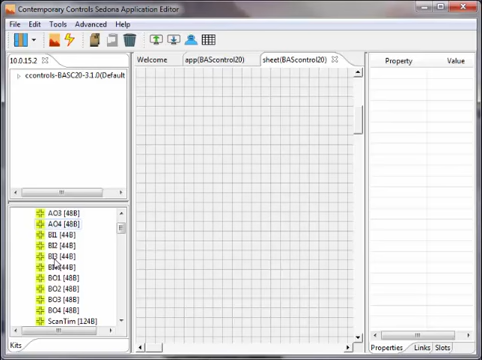 Contemporary Controls Sedona Application Editor
File Edit Tools Advanced Help
10.0.15.2
ccontrols-BASC20-3.1.0(Default
Welcome app(BAScontrol20) sheet(BAScontrol20)
Property Value
AO3 [48B]
AO4 [48B]
BI1 [44B]
BI2 [44B]
BI3 [44B]
[44B]
BO1 [48B]
BO2 [48B]
BO3 [48B]
BO4 [48B]
ScanTim [124B]
Kits
Properties Links Slots